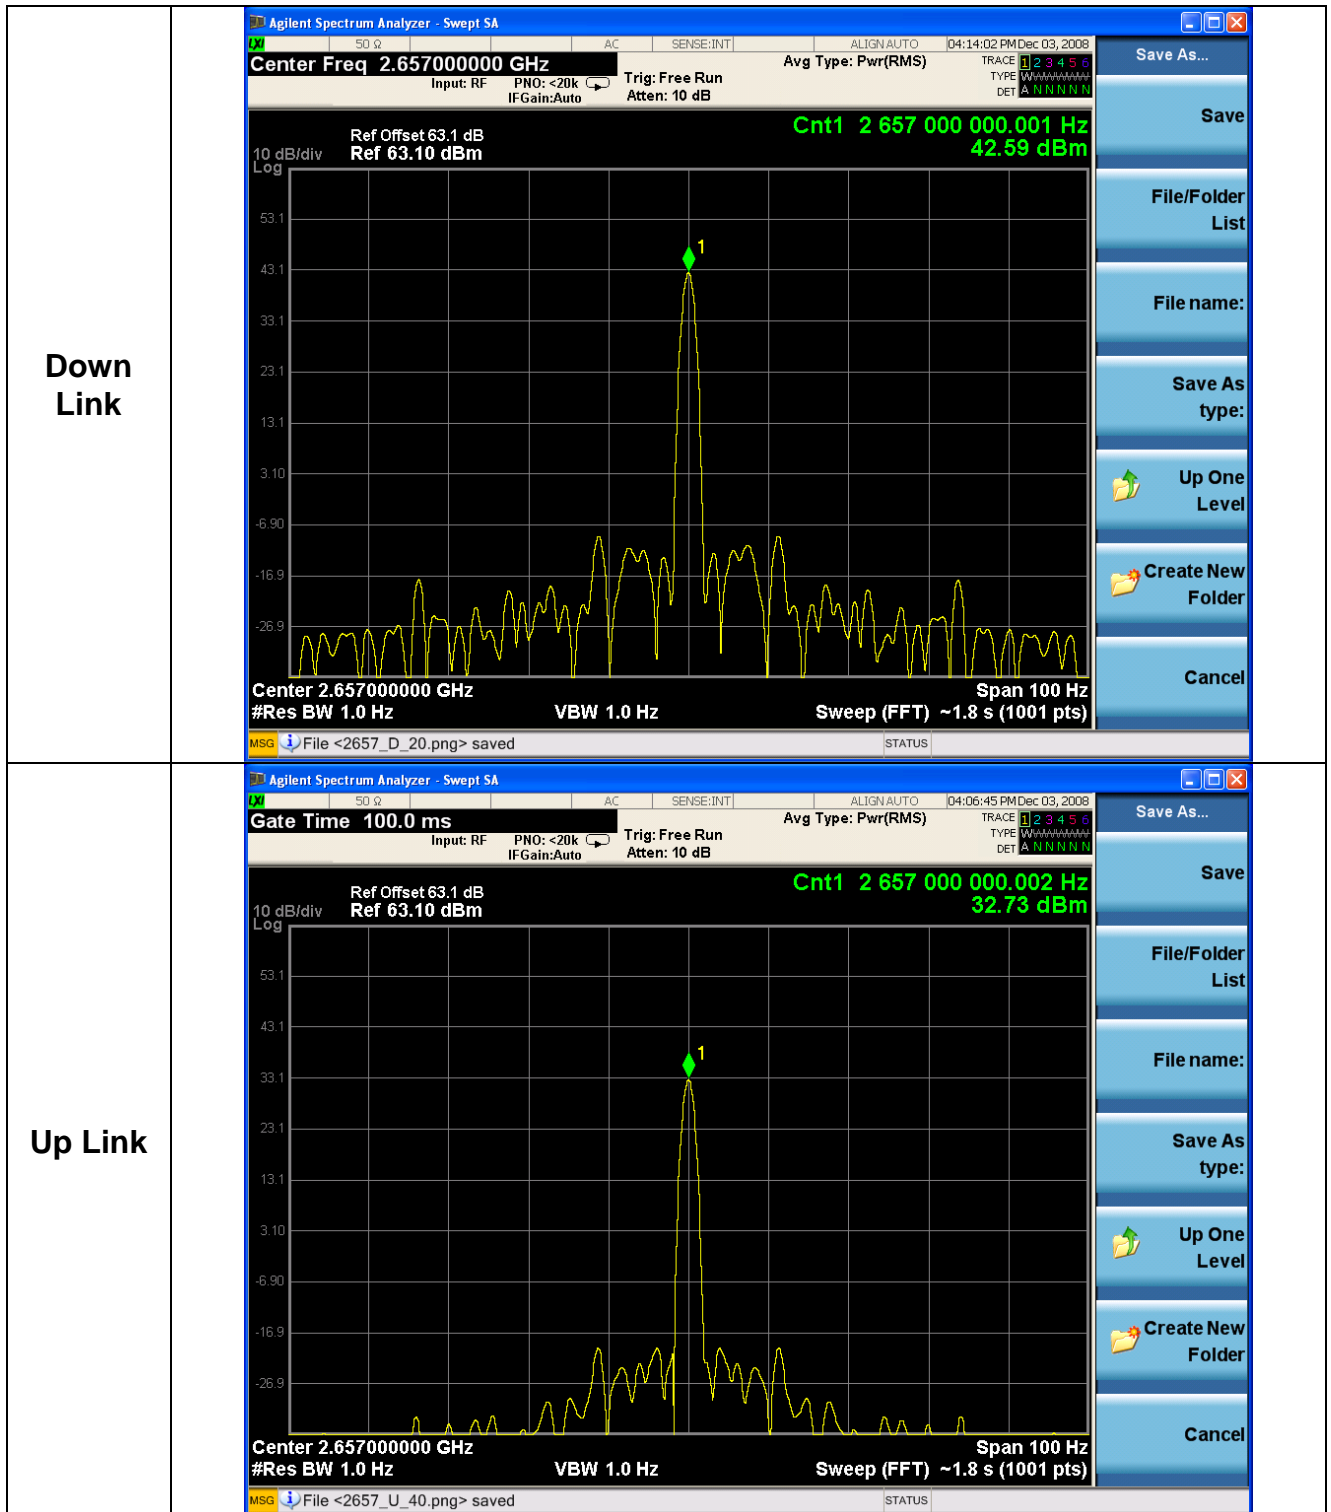 Down
Link
Agilent Spectrum Analyzer - Swept SA
LXI 50 Ω AC SENSE:INT ALIGNAUTO 04:14:02 PM Dec 03, 2008
Center Freq 2.657000000 GHz
Input: RF PNO: <20k IFGain:Auto
Trig: Free Run
Atten: 10 dB
Avg Type: Pwr(RMS)
TRACE 1 2 3 4 5 6
TYPE
DET A N N N N N
Cnt1 2 657 000 000.001 Hz
42.59 dBm
Ref Offset 63.1 dB
10 dB/div Ref 63.10 dBm
Log
53.1
43.1
33.1
23.1
13.1
3.10
-6.90
-16.9
-26.9
1
Center 2.657000000 GHz Span 100 Hz
#Res BW 1.0 Hz VBW 1.0 Hz Sweep (FFT) ~1.8 s (1001 pts)
MSG File <2657_D_20.png> saved STATUS
Save As...
Save
File/Folder
List
File name:
Save As
type:
Up One
Level
Create New
Folder
Cancel
Up Link
Agilent Spectrum Analyzer - Swept SA
LXI 50 Ω AC SENSE:INT ALIGNAUTO 04:06:45 PM Dec 03, 2008
Gate Time 100.0 ms
Input: RF PNO: <20k IFGain:Auto
Trig: Free Run
Atten: 10 dB
Avg Type: Pwr(RMS)
TRACE 1 2 3 4 5 6
TYPE
DET A N N N N N
Cnt1 2 657 000 000.002 Hz
32.73 dBm
Ref Offset 63.1 dB
10 dB/div Ref 63.10 dBm
Log
53.1
43.1
33.1
23.1
13.1
3.10
-6.90
-16.9
-26.9
1
Center 2.657000000 GHz Span 100 Hz
#Res BW 1.0 Hz VBW 1.0 Hz Sweep (FFT) ~1.8 s (1001 pts)
MSG File <2657_U_40.png> saved STATUS
Save As...
Save
File/Folder
List
File name:
Save As
type:
Up One
Level
Create New
Folder
Cancel